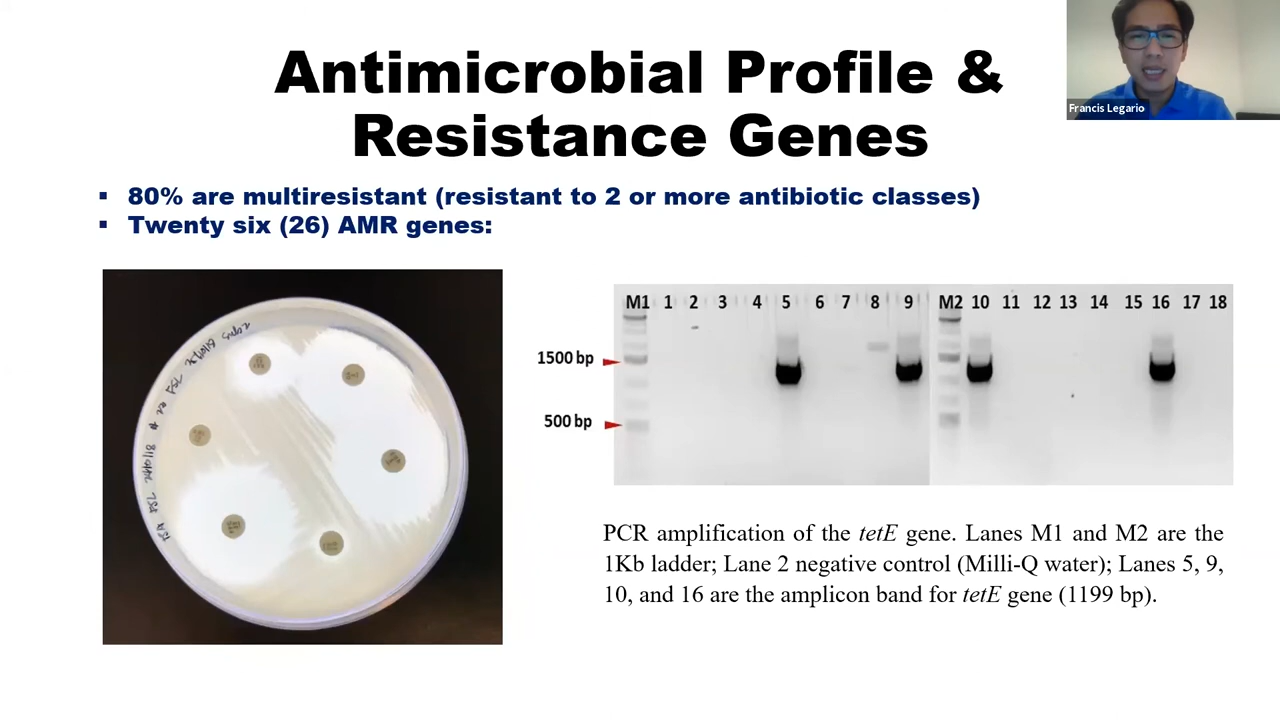 Antimicrobial Profile &
Resistance Genes
Francis Legario
▪ 80% are multiresistant (resistant to 2 or more antibiotic classes)
▪ Twenty six (26) AMR genes:
M1 1 2 3 4 5 6 7 8 9 M2 10 11 12 13 14 15 16 17 18
1500 bp
500 bp
PCR amplification of the tetE gene. Lanes M1 and M2 are the
1Kb ladder; Lane 2 negative control (Milli-Q water); Lanes 5, 9,
10, and 16 are the amplicon band for tetE gene (1199 bp).